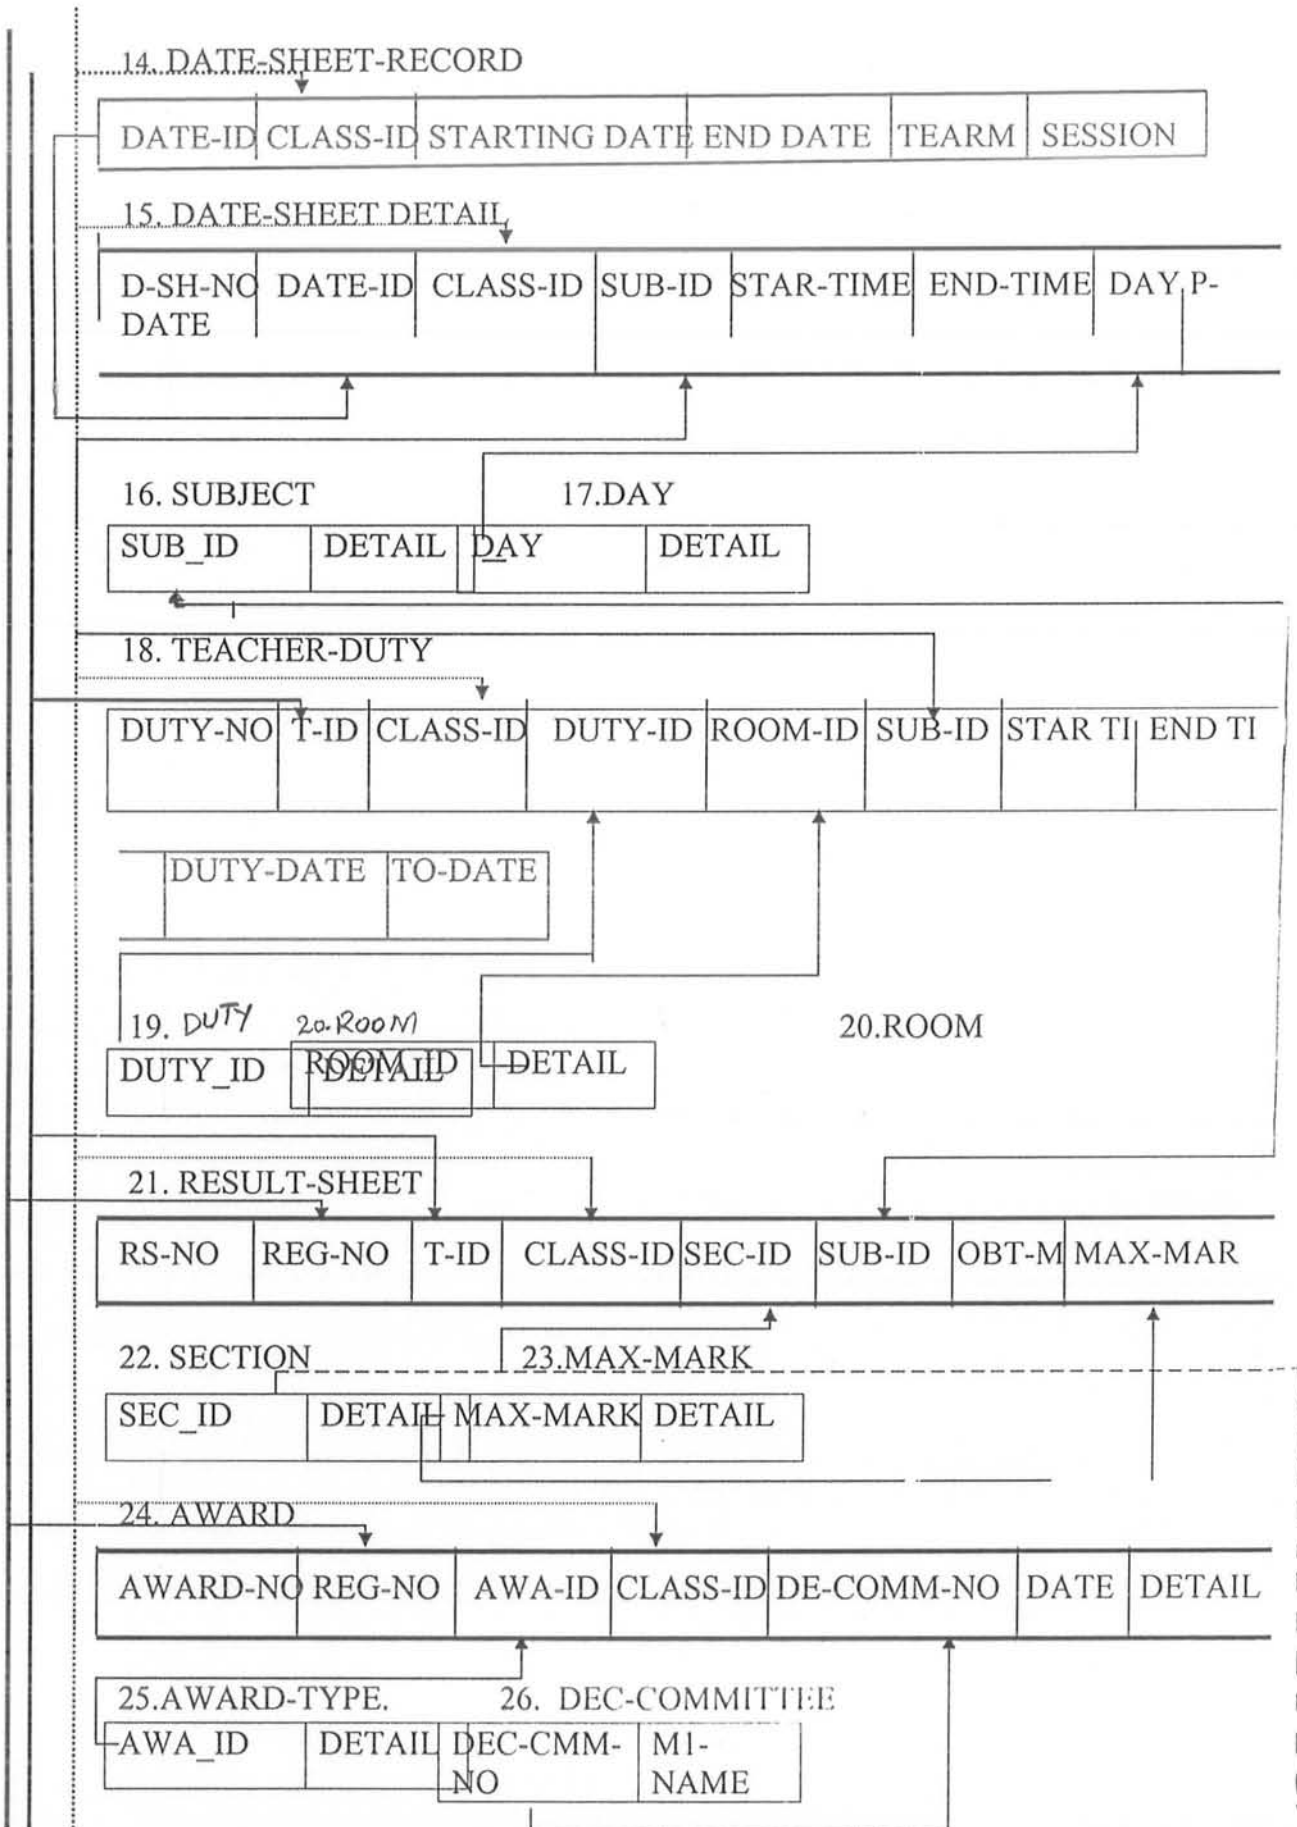 14. DATE-SHEET-RECORD
DATE-ID CLASS-ID STARTING DATE END DATE TEARM SESSION
15. DATE-SHEET DETAIL
D-SH-NO DATE-ID CLASS-ID SUB-ID STAR-TIME END-TIME DAY P-
DATE
16. SUBJECT 17.DAY
SUB_ID DETAIL DAY DETAIL
18. TEACHER-DUTY
DUTY-NO T-ID CLASS-ID DUTY-ID ROOM-ID SUB-ID STAR TI END TI
DUTY-DATE TO-DATE
19. DUTY 20.ROOM 20.ROOM
DUTY_ID DETAIL ROOM_ID DETAIL
21. RESULT-SHEET
RS-NO REG-NO T-ID CLASS-ID SEC-ID SUB-ID OBT-M MAX-MAR
22. SECTION 23.MAX-MARK
SEC_ID DETAIL MAX-MARK DETAIL
24. AWARD
AWARD-NO REG-NO AWA-ID CLASS-ID DE-COMM-NO DATE DETAIL
25.AWARD-TYPE. 26. DEC-COMMITTEE
AWA_ID DETAIL DEC-CMM- M1-
NO NAME